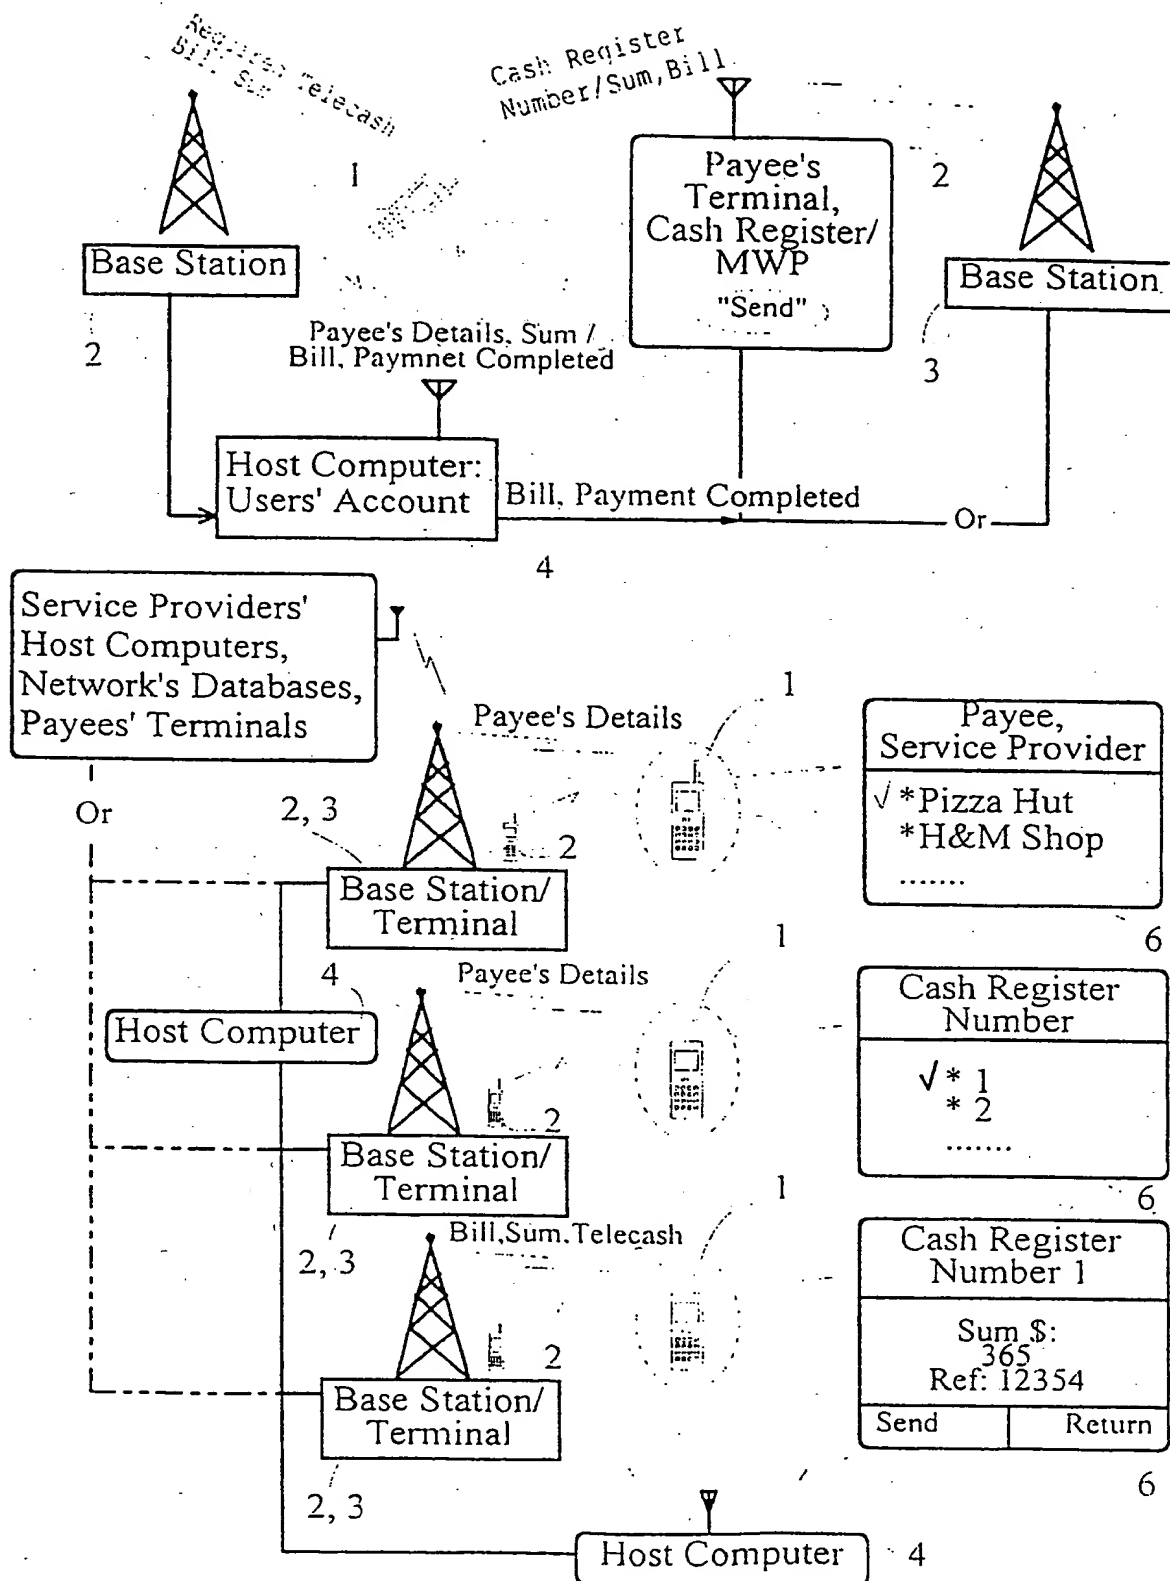 Required Telecash
Bill, Sum
Cash Register
Number/Sum, Bill
1
2
Payee's
Terminal,
Cash Register/
MWP
"Send"
Base Station
Base Station
2
3
Payee's Details, Sum /
Bill, Paymnet Completed
Host Computer:
Users' Account
Bill, Payment Completed
Or
4
Service Providers'
Host Computers,
Network's Databases,
Payees' Terminals
Or
Payee's Details
1
2, 3
2
Base Station/
Terminal
Payee,
Service Provider
√ *Pizza Hut
*H&M Shop
.......
6
4
Host Computer
Payee's Details
1
2
Base Station/
Terminal
2, 3
Cash Register
Number
√ * 1
* 2
.......
6
Bill,Sum,Telecash
1
2
Base Station/
Terminal
2, 3
Cash Register
Number 1
Sum $:
365
Ref: 12354
Send Return
6
Host Computer
4